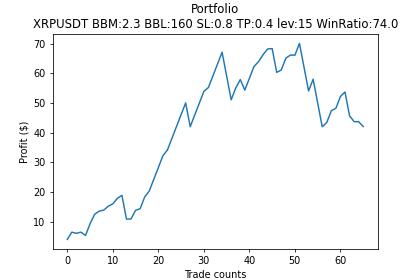 Portfolio
XRPUSDT BBM:2.3 BBL:160 SL:0.8 TP:0.4 lev:15 WinRatio:74.0
70
60
50
40
30
20
10
Profit ($)
0 10 20 30 40 50 60
Trade counts